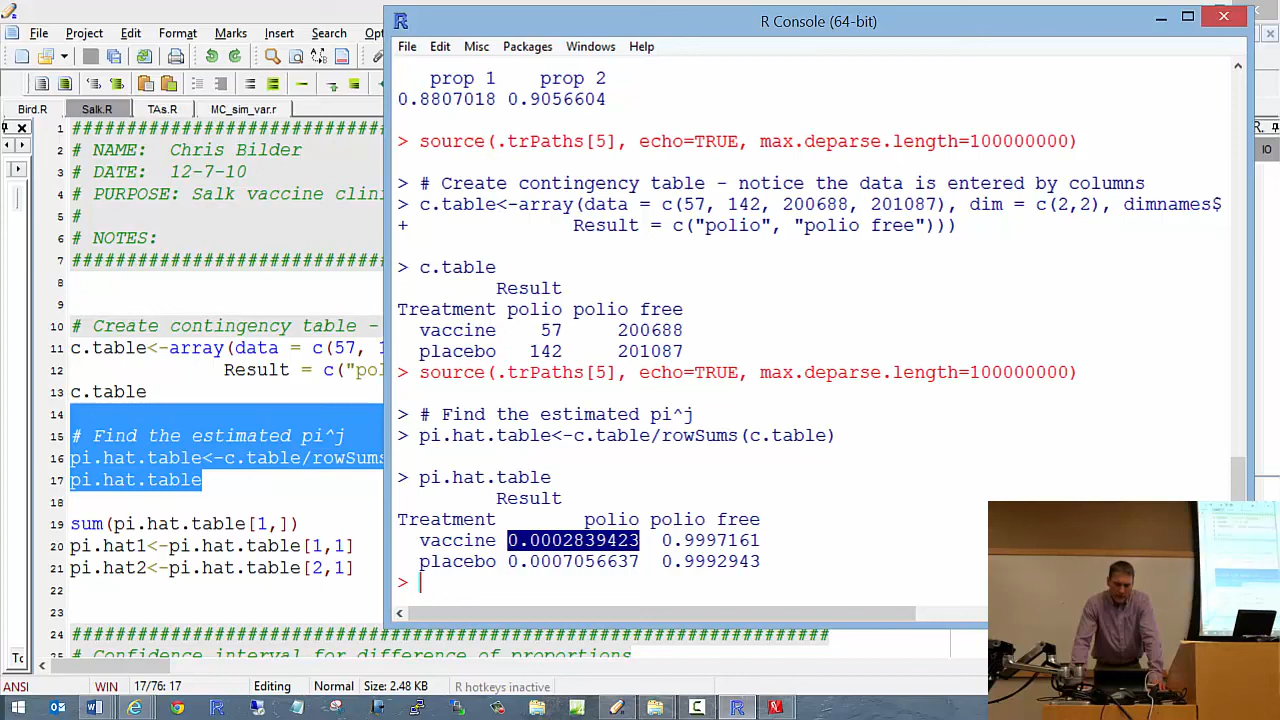 R Console (64-bit)
File Project Edit Format Marks Insert Search
File Edit Misc Packages Windows Help
Bird.R Salk.R TAs.R MC_sim_var.r
1 ################################
2 # NAME: Chris Bilder
3 # DATE: 12-7-10
4 # PURPOSE: Salk vaccine clini
5 #
6 # NOTES:
7 ################################
8
9
10 # Create contingency table -
11 c.table<-array(data = c(57, 1
12 Result = c("pol
13 c.table
14
15 # Find the estimated pi^j
16 pi.hat.table<-c.table/rowSums
17 pi.hat.table
18
19 sum(pi.hat.table[1,])
20 pi.hat1<-pi.hat.table[1,1]
21 pi.hat2<-pi.hat.table[2,1]
22
23
24 ####################################################################
# Confidence interval for difference of proportions
prop 1 prop 2
0.8807018 0.9056604
> source(.trPaths[5], echo=TRUE, max.deparse.length=100000000)
> # Create contingency table - notice the data is entered by columns
> c.table<-array(data = c(57, 142, 200688, 201087), dim = c(2,2), dimnames$
+ Result = c("polio", "polio free")))
> c.table
Result
Treatment polio polio free
vaccine 57 200688
placebo 142 201087
> source(.trPaths[5], echo=TRUE, max.deparse.length=100000000)
> # Find the estimated pi^j
> pi.hat.table<-c.table/rowSums(c.table)
> pi.hat.table
Result
Treatment polio polio free
vaccine 0.0002839423 0.9997161
placebo 0.0007056637 0.9992943
>
ANSI WIN 17/76: 17 Editing Normal Size: 2.48 KB R hotkeys inactive